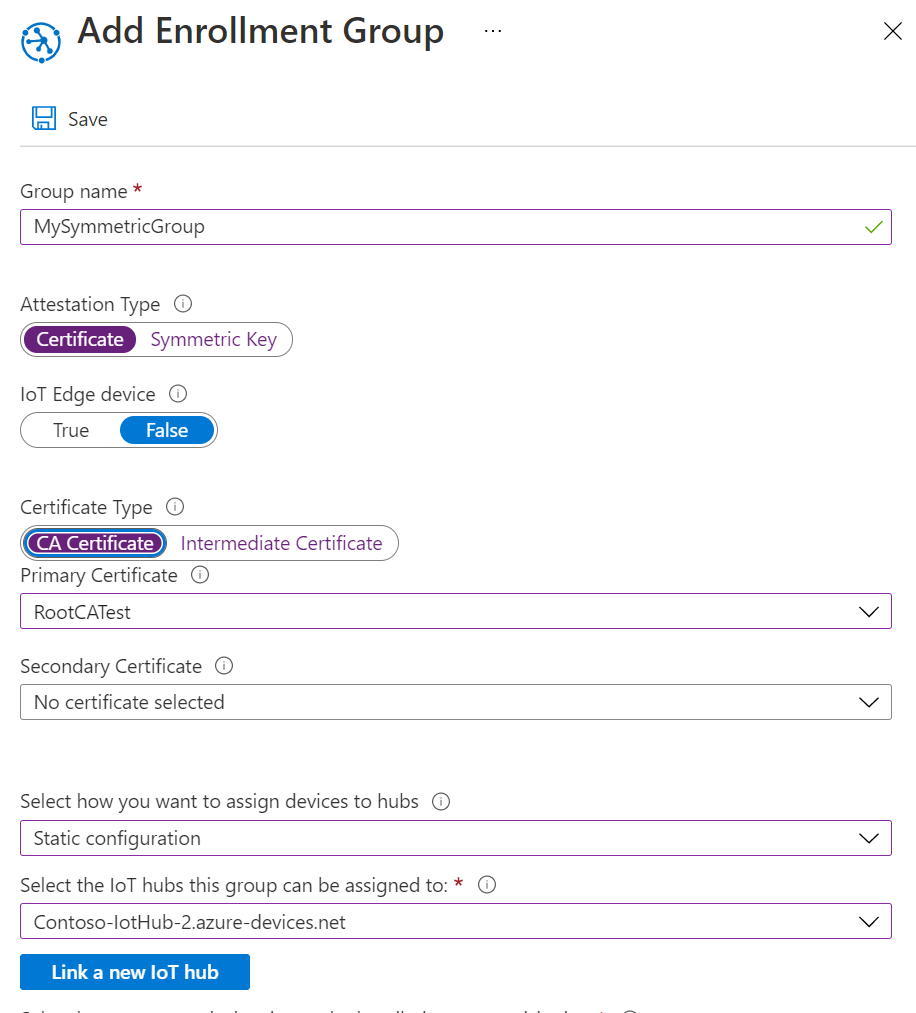 Add Enrollment Group ...
Save
Group name *
MySymmetricGroup
Attestation Type
Certificate Symmetric Key
IoT Edge device
True False
Certificate Type
CA Certificate Intermediate Certificate
Primary Certificate
RootCATest
Secondary Certificate
No certificate selected
Select how you want to assign devices to hubs
Static configuration
Select the IoT hubs this group can be assigned to: *
Contoso-IotHub-2.azure-devices.net
Link a new IoT hub